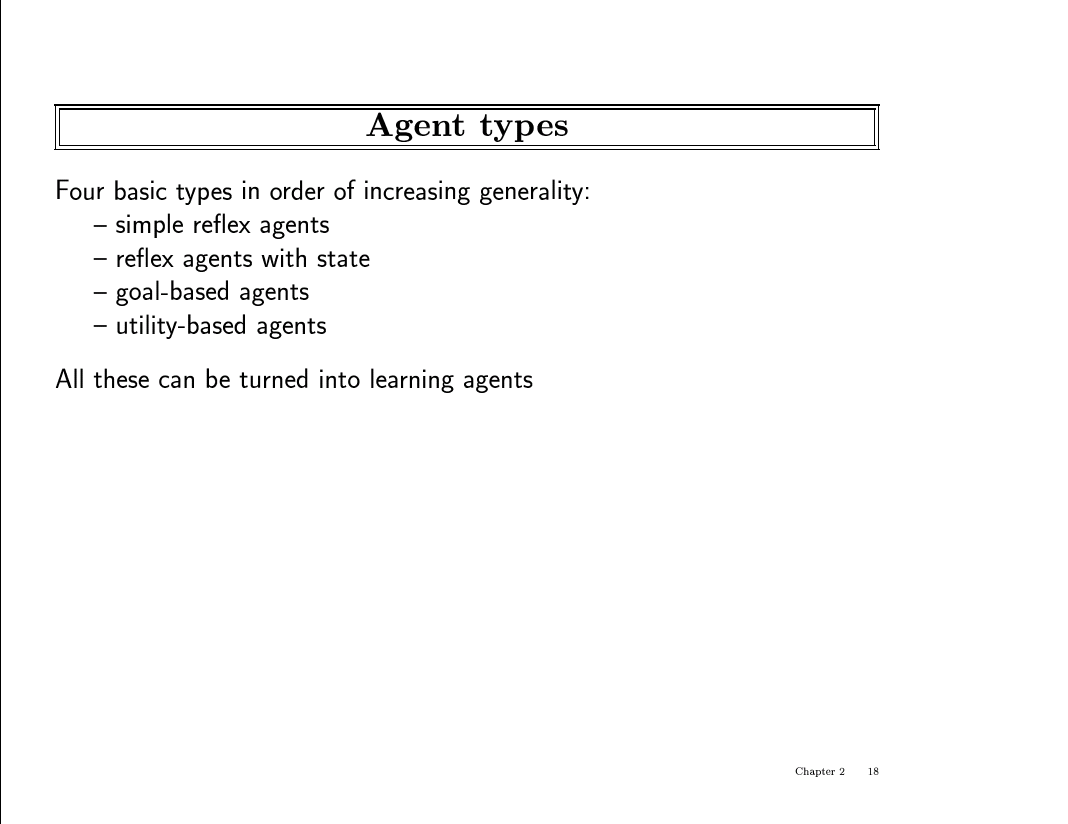 Agent types
Four basic types in order of increasing generality:
– simple reflex agents
– reflex agents with state
– goal-based agents
– utility-based agents
All these can be turned into learning agents
Chapter 2 18